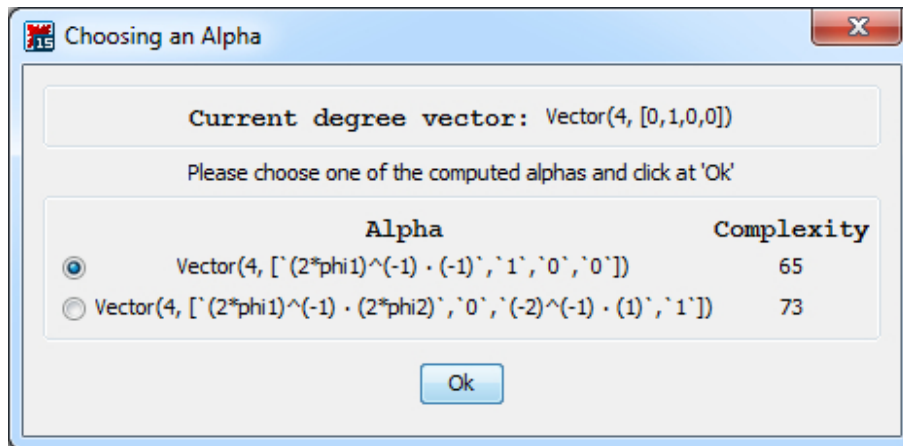 15 Choosing an Alpha X
Current degree vector: Vector(4, [0,1,0,0])
Please choose one of the computed alphas and click at 'Ok'
Alpha Complexity
Vector(4, [`(2*phi1)^(-1) · (-1)`,`1`,`0`,`0`]) 65
Vector(4, [`(2*phi1)^(-1) · (2*phi2)`,`0`,`(-2)^(-1) · (1)`,`1`]) 73
Ok